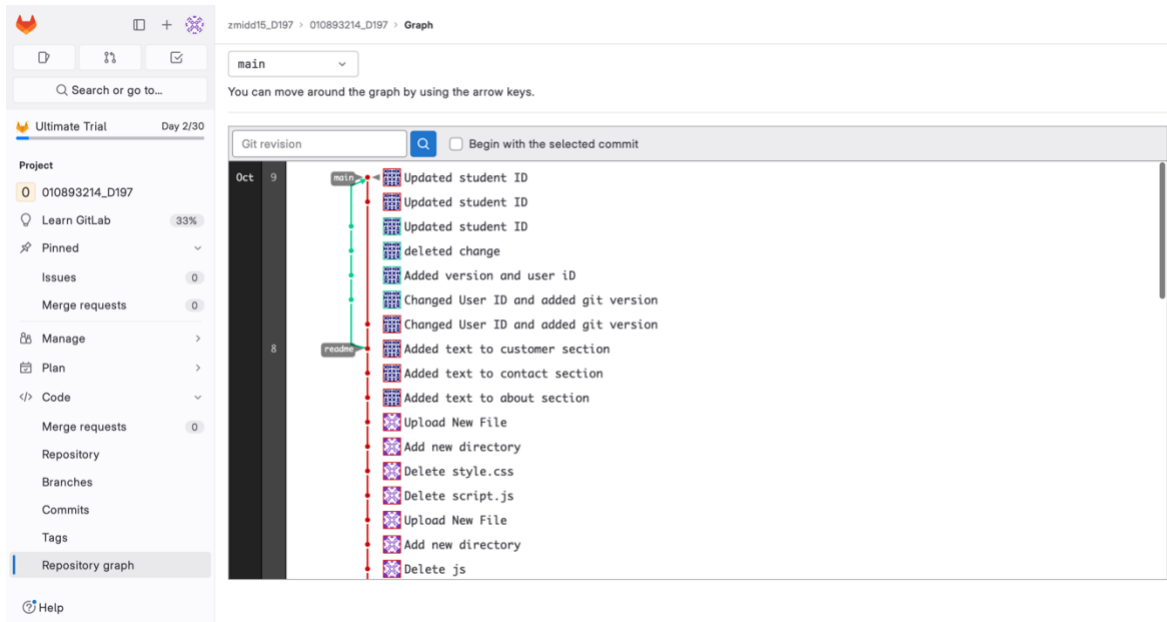 zmidd15_D197 > 010893214_D197 > Graph
main
You can move around the graph by using the arrow keys.
Search or go to...
Ultimate Trial Day 2/30
Project
O 010893214_D197
Learn GitLab 33%
Pinned
Issues 0
Merge requests 0
Manage
Plan
Code
Merge requests 0
Repository
Branches
Commits
Tags
Repository graph
Help
Git revision Begin with the selected commit
Oct 9 main Updated student ID
Updated student ID
Updated student ID
deleted change
Added version and user iD
Changed User ID and added git version
Changed User ID and added git version
8 readme Added text to customer section
Added text to contact section
Added text to about section
Upload New File
Add new directory
Delete style.css
Delete script.js
Upload New File
Add new directory
Delete js